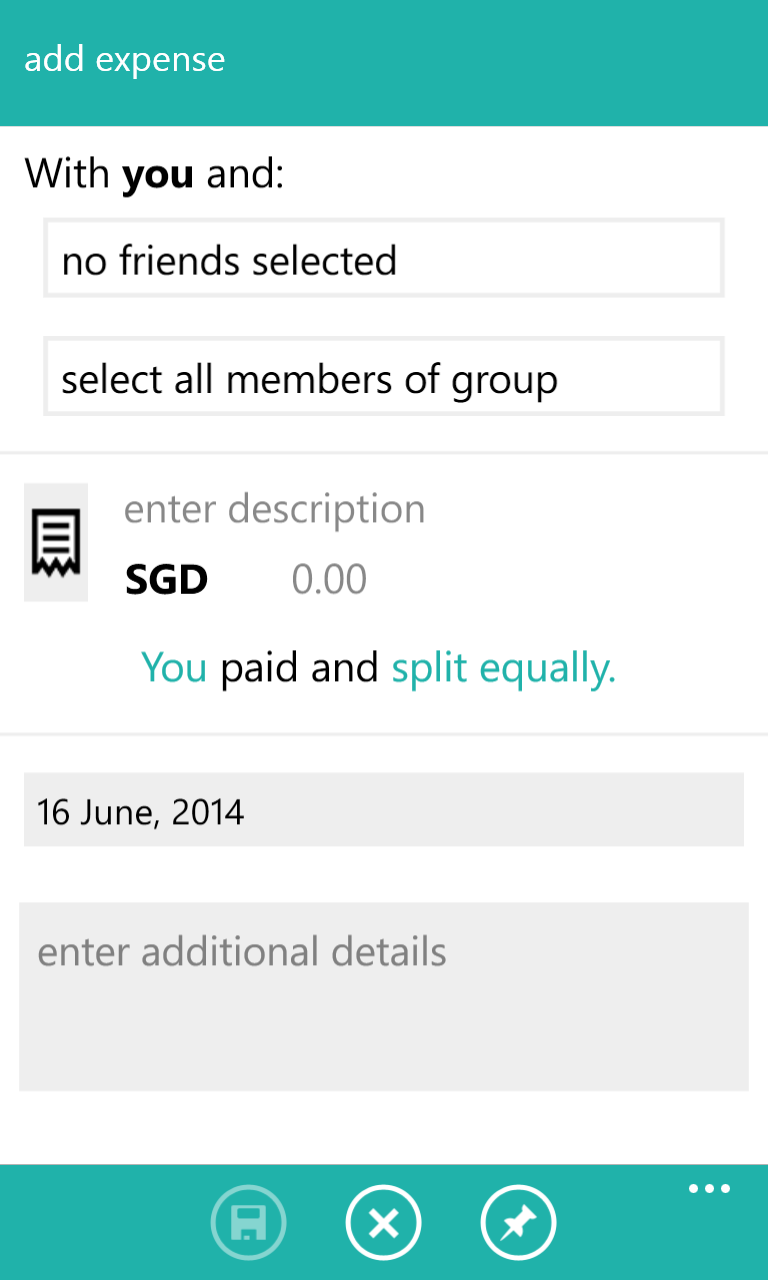 add expense
With you and:
no friends selected
select all members of group
enter description
SGD 0.00
You paid and split equally.
16 June, 2014
enter additional details